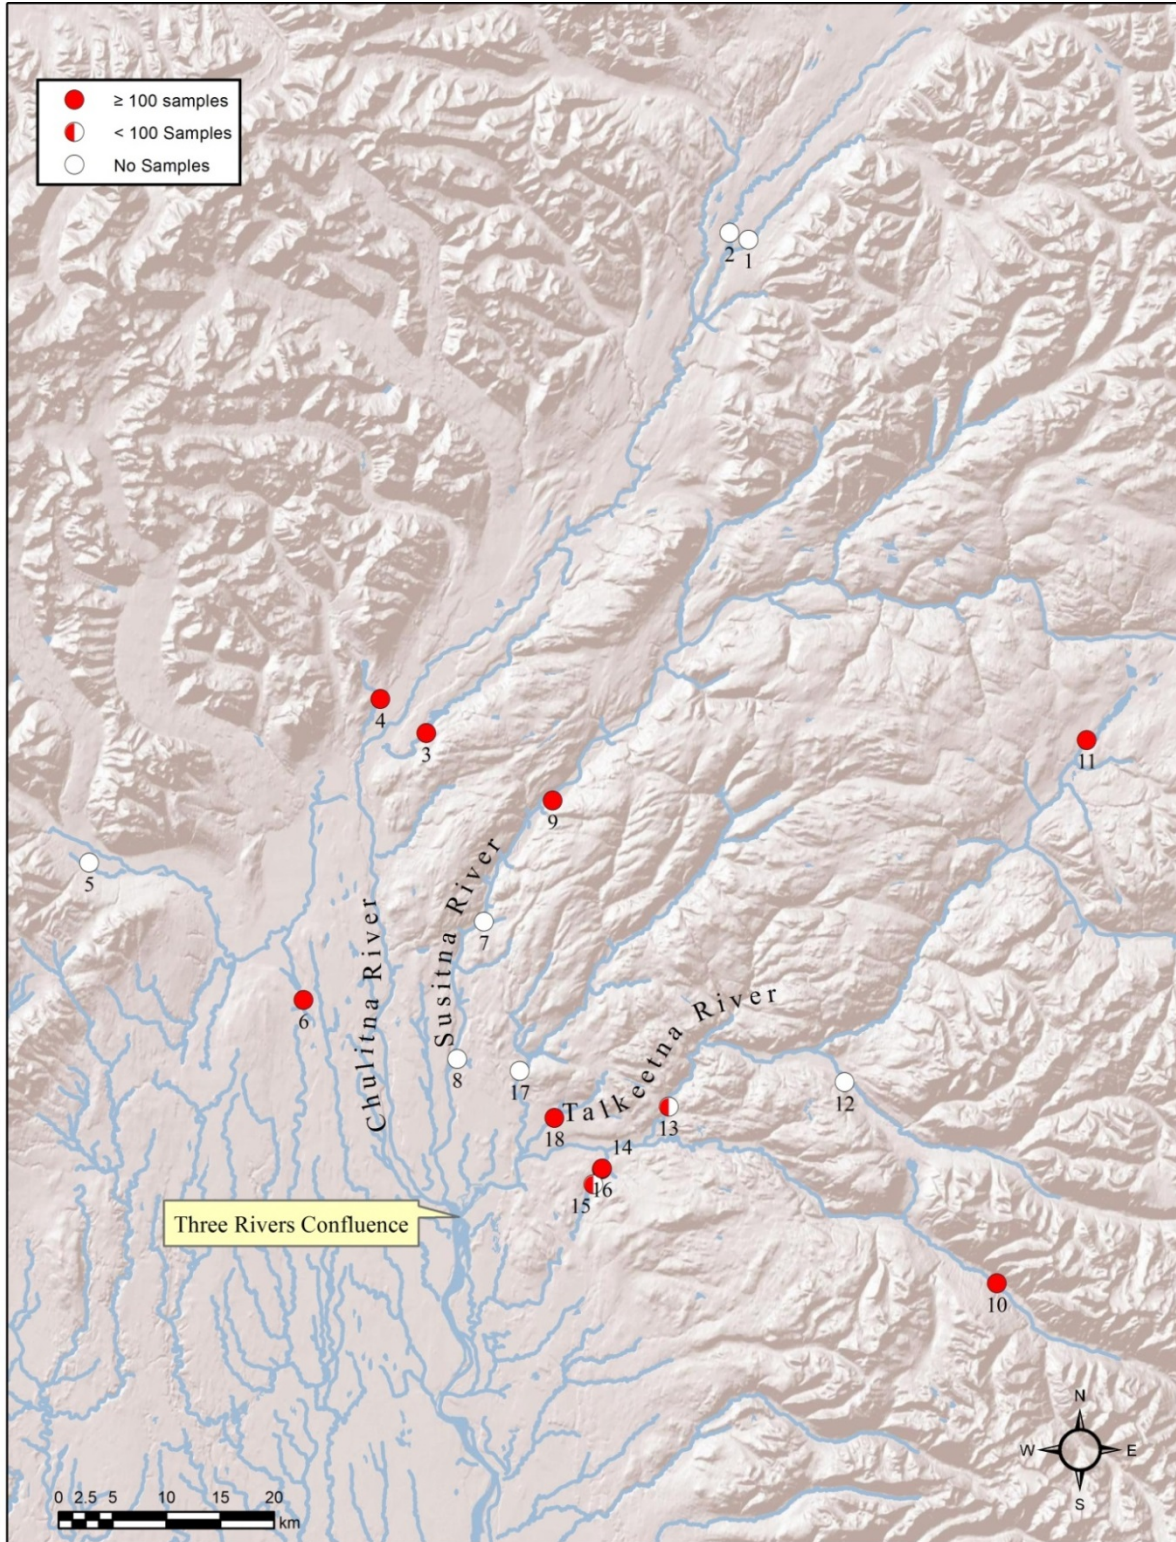 ≥ 100 samples
< 100 Samples
No Samples
2
1
4
3
11
9
5
7
Chulitna River
Susitna River
6
Talkeetna River
8
17
12
13
18
14
16
15
Three Rivers Confluence
10
N
W
E
S
0 2.5 5 10 15 20
km